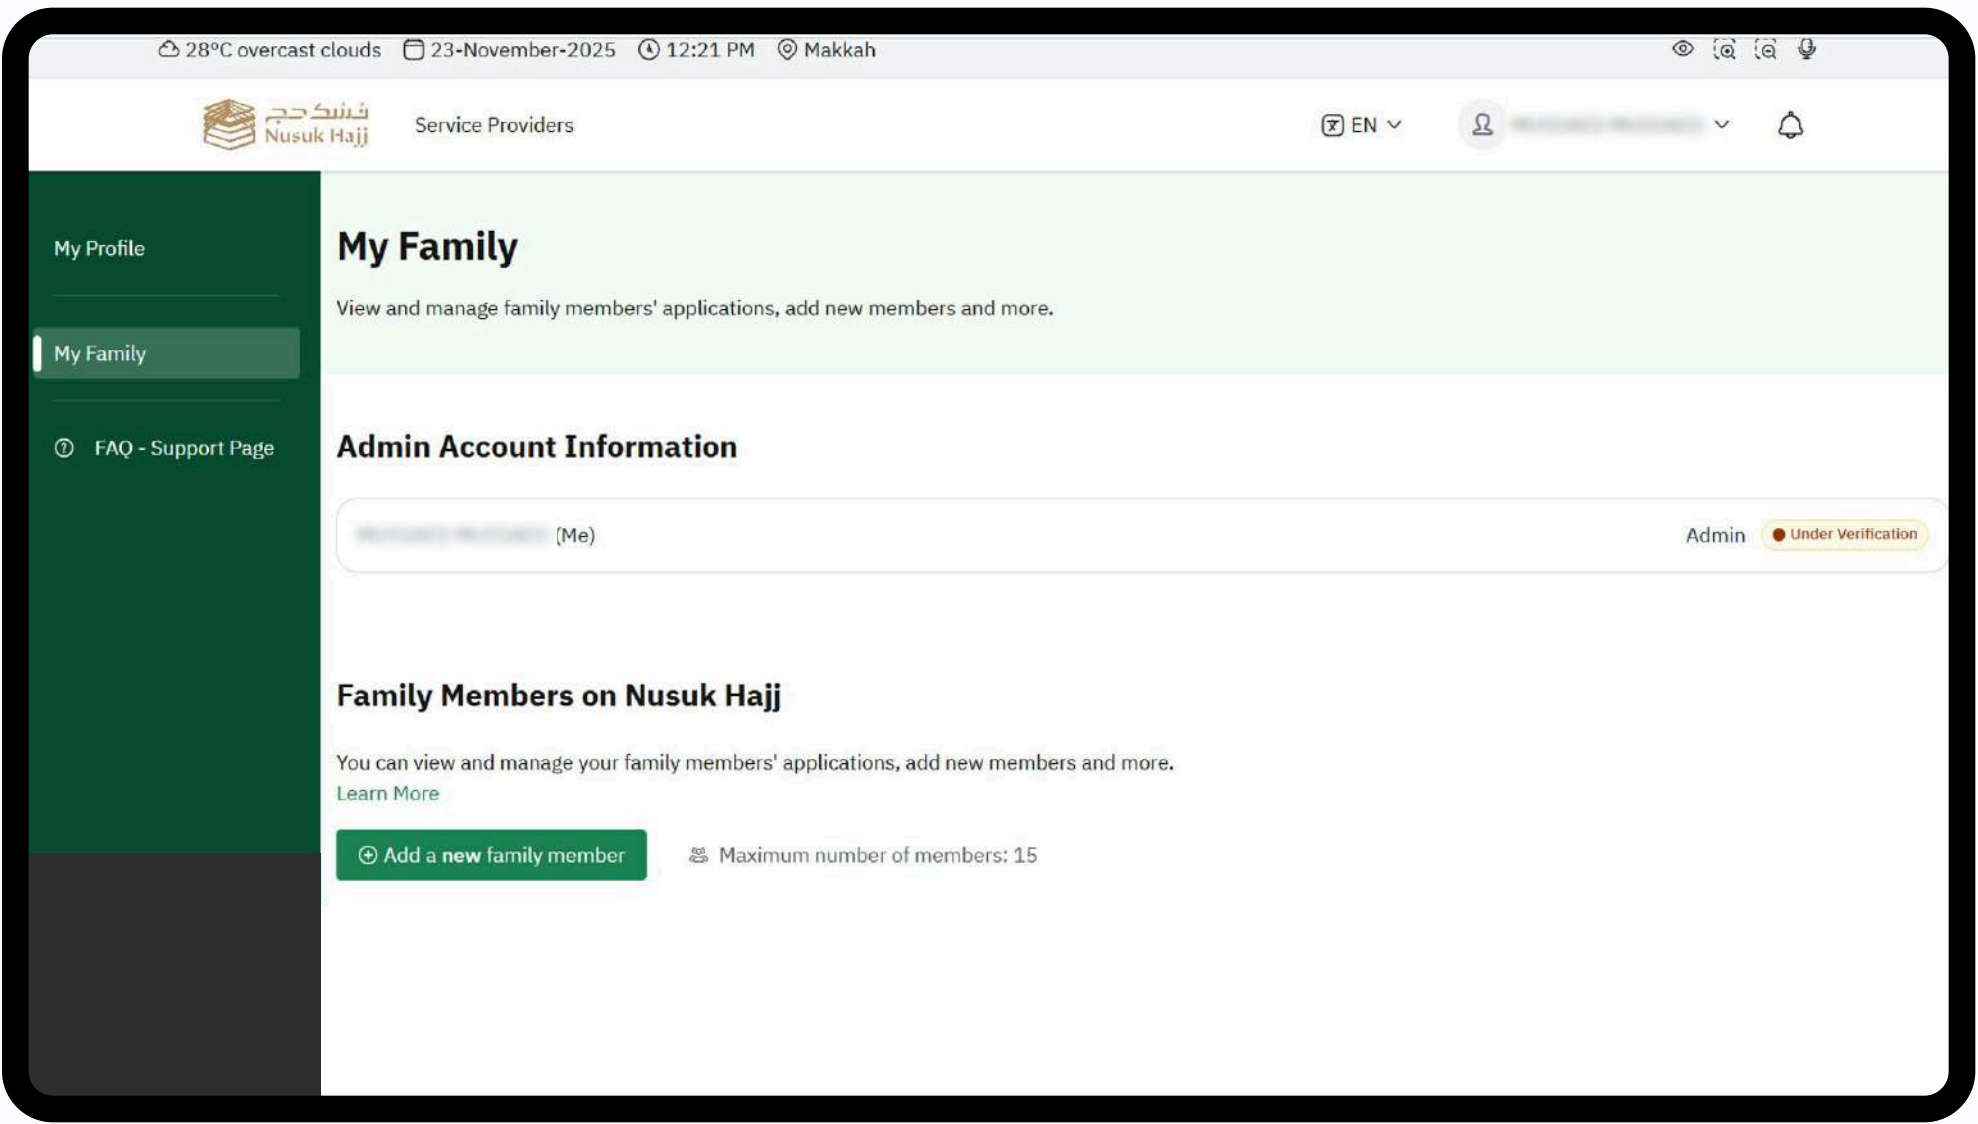 28°C overcast clouds 23-November-2025 12:21 PM Makkah
نسك حج
Nusuk Hajj
Service Providers
EN
My Profile
My Family
FAQ - Support Page
My Family
View and manage family members' applications, add new members and more.
Admin Account Information
(Me)
Admin
Under Verification
Family Members on Nusuk Hajj
You can view and manage your family members' applications, add new members and more.
Learn More
Add a new family member
Maximum number of members: 15